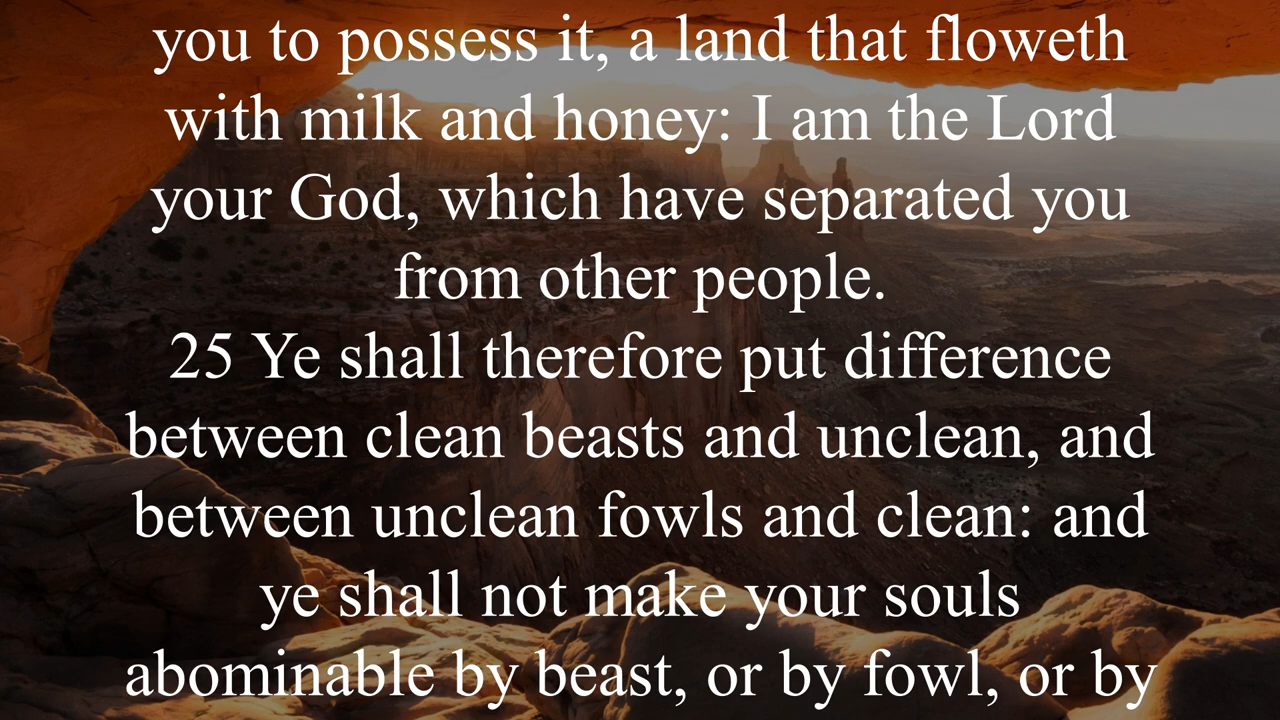 you to possess it, a land that floweth
with milk and honey: I am the Lord
your God, which have separated you
from other people.
25 Ye shall therefore put difference
between clean beasts and unclean, and
between unclean fowls and clean: and
ye shall not make your souls
abominable by beast, or by fowl, or by